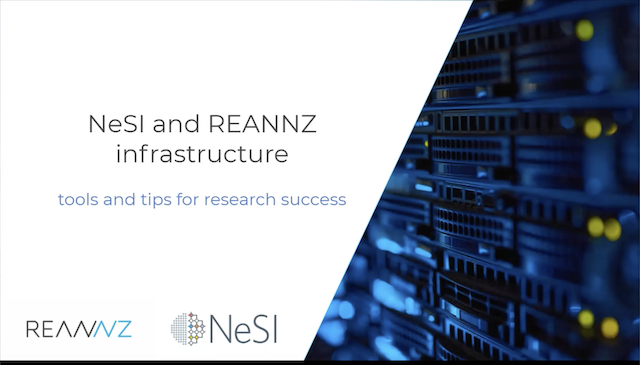 NeSI and REANNZ
infrastructure
tools and tips for research success
REANNZ
NeSI